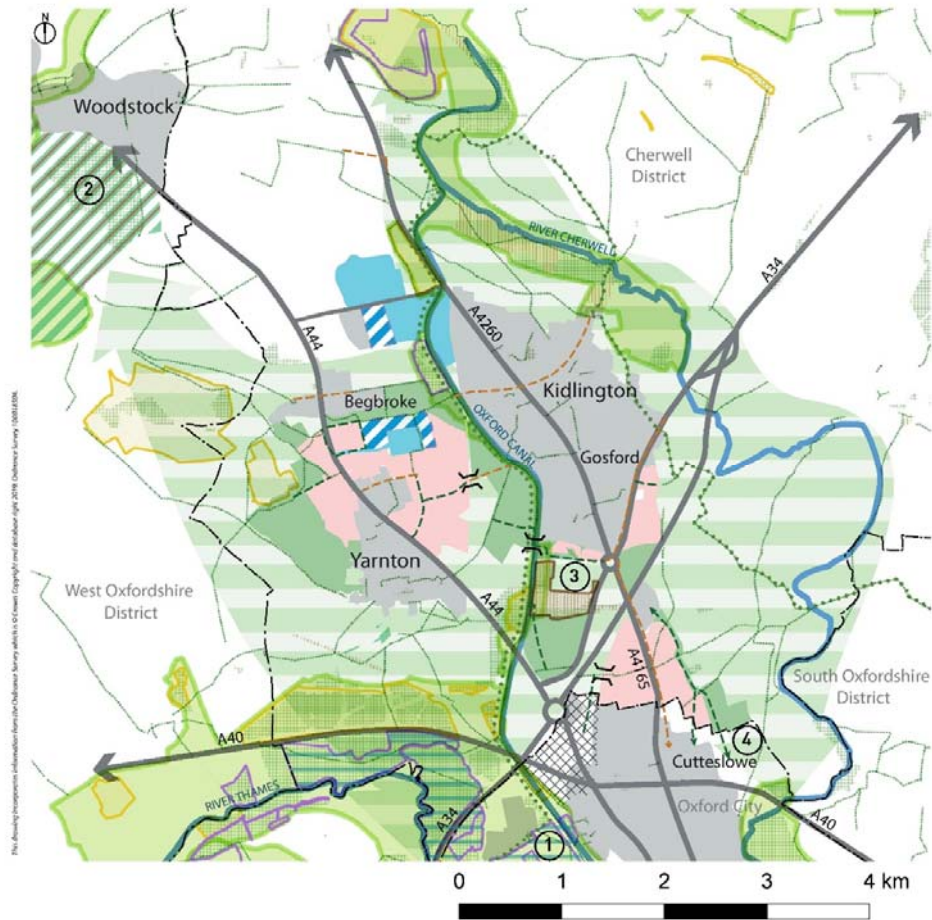 N
Woodstock
2
Cherwell
District
RIVER CHERWELL
A34
A44
A4260
Kidlington
Begbroke
OXFORD CANAL
Gosford
Yarnton
West Oxfordshire
District
3
A44
A4165
South Oxfordshire
District
4
Cutteslowe
A40
RIVER THAMES
A34
Oxford City
A40
1
0 1 2 3 4 km